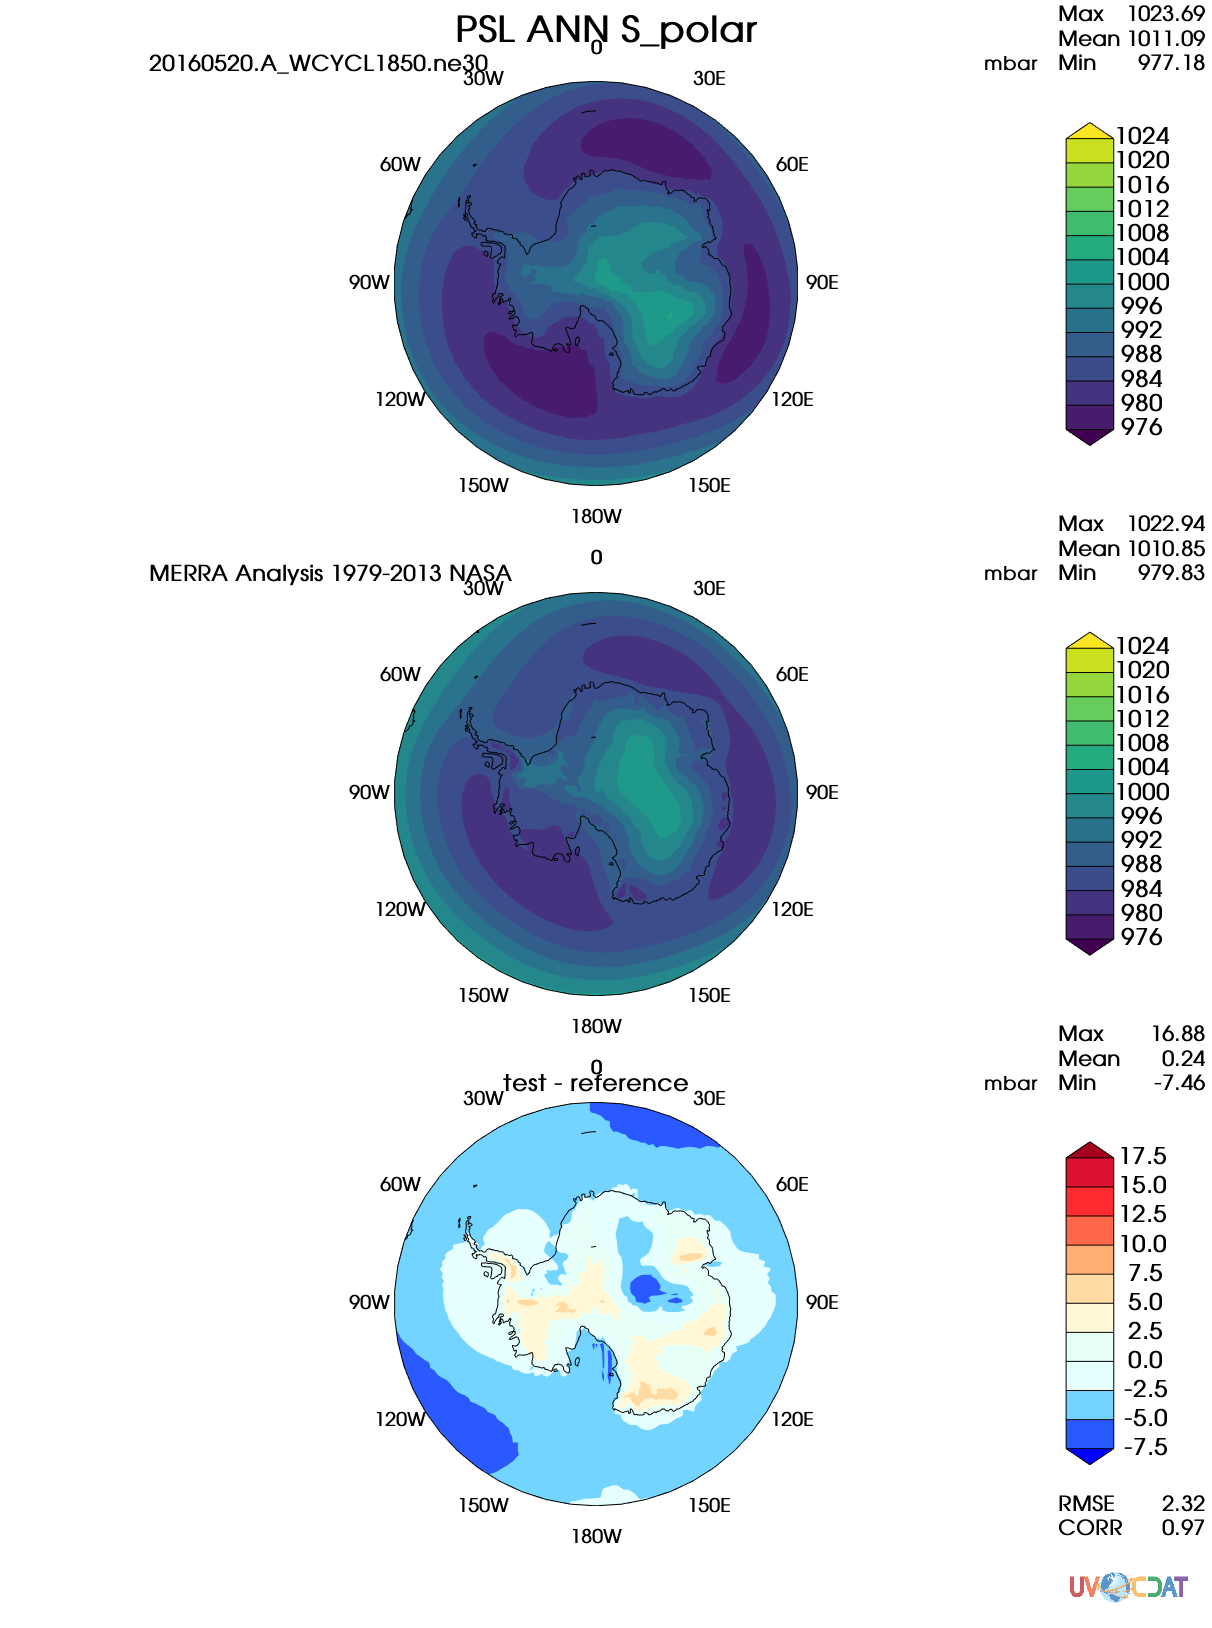 PSL ANN S_polar
20160520.A_WCYCL1850.ne30
mbar
Max 1023.69
Mean 1011.09
Min 977.18
0
30W 30E
60W 60E
90W 90E
120W 120E
150W 150E
180W
1024
1020
1016
1012
1008
1004
1000
996
992
988
984
980
976
MERRA Analysis 1979-2013 NASA
mbar
Max 1022.94
Mean 1010.85
Min 979.83
0
30W 30E
60W 60E
90W 90E
120W 120E
150W 150E
180W
1024
1020
1016
1012
1008
1004
1000
996
992
988
984
980
976
test - reference
mbar
Max 16.88
Mean 0.24
Min -7.46
0
30W 30E
60W 60E
90W 90E
120W 120E
150W 150E
180W
17.5
15.0
12.5
10.0
7.5
5.0
2.5
0.0
-2.5
-5.0
-7.5
RMSE 2.32
CORR 0.97
UV CDAT